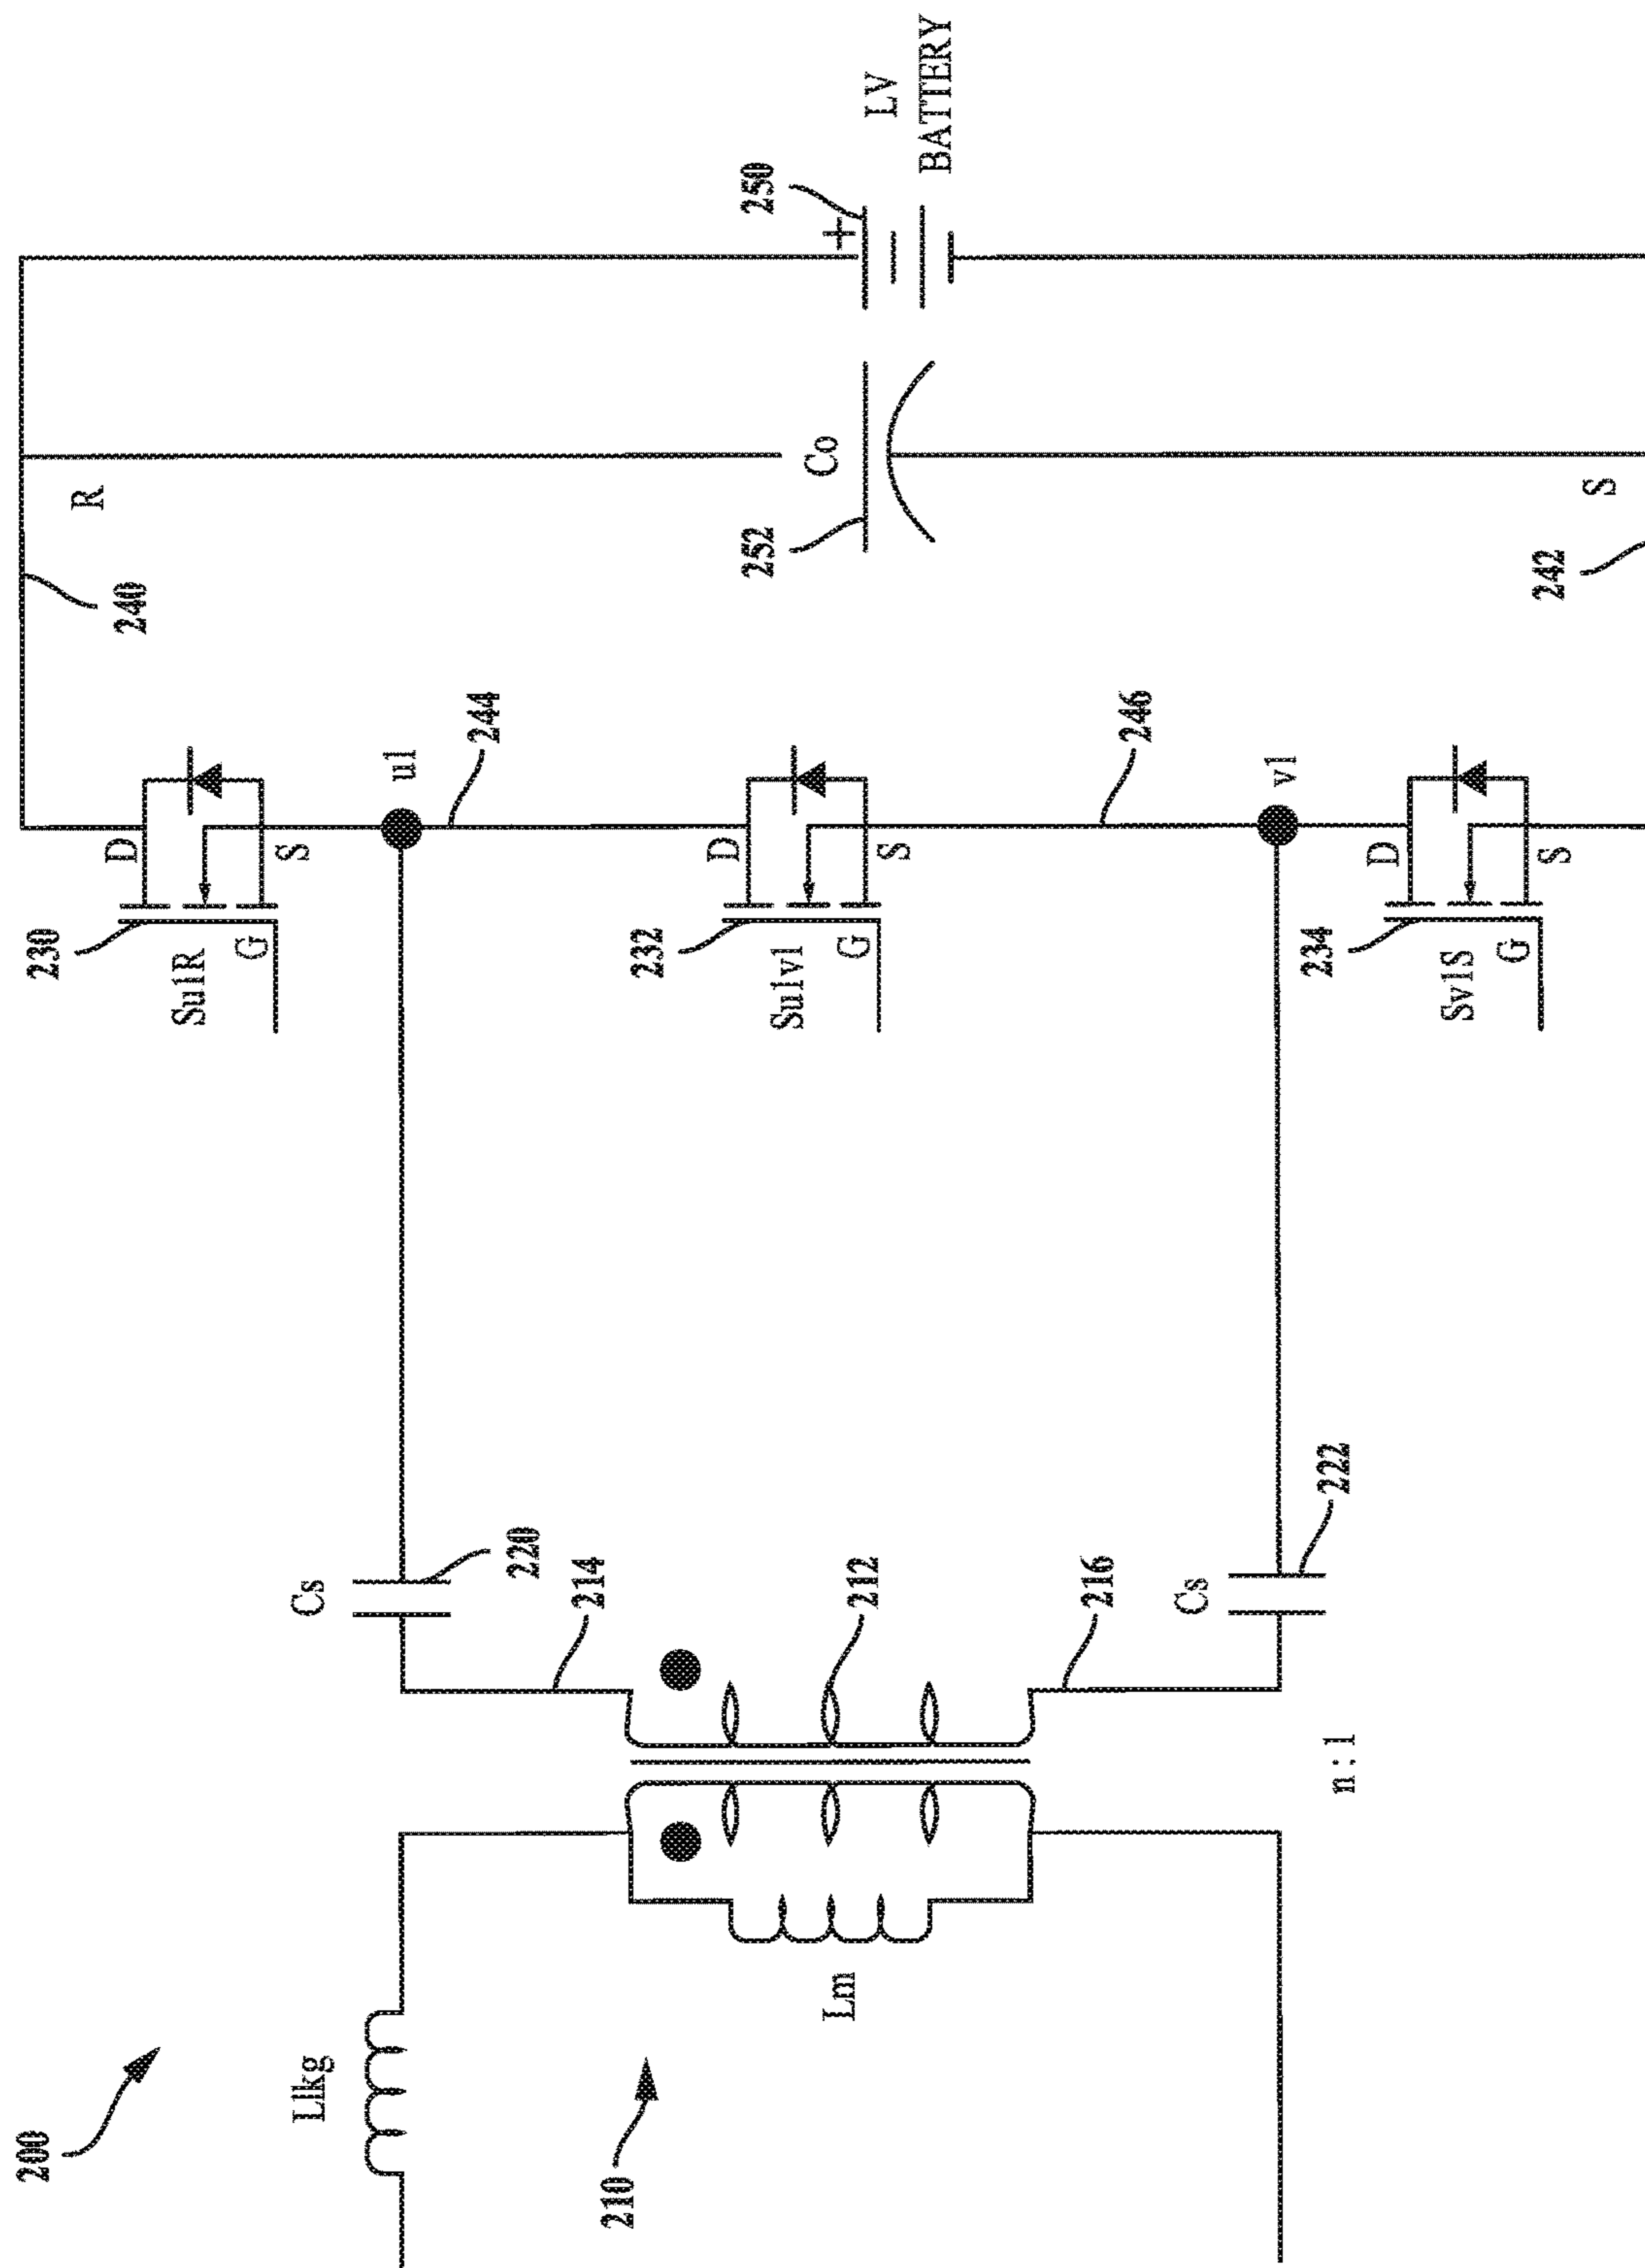 200
Llkg
210
Lm
n : 1
Cs
220
214
212
216
Cs
222
230
Su1R
D
S
G
u1
244
232
Su1v1
D
S
G
246
v1
234
Sv1S
D
S
G
240
R
252
Co
250
+
LV
BATTERY
S
242